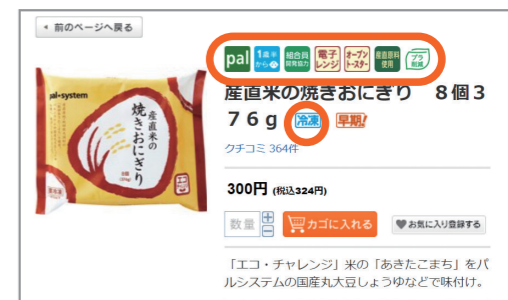 前のページへ戻る
pal 1歳半から 組合員開発協力 電子レンジ オーブントースター 産直原料使用 プラ削減
pal・system
産直米の
焼きおにぎり
産直米の焼きおにぎり 8個3
76g 冷凍 早期!
クチコミ 364件
300円 (税込324円)
数量 カゴに入れる お気に入り登録する
「エコ・チャレンジ」米の「あきたこまち」をパ
ルシステムの国産丸大豆しょうゆなどで味付け。